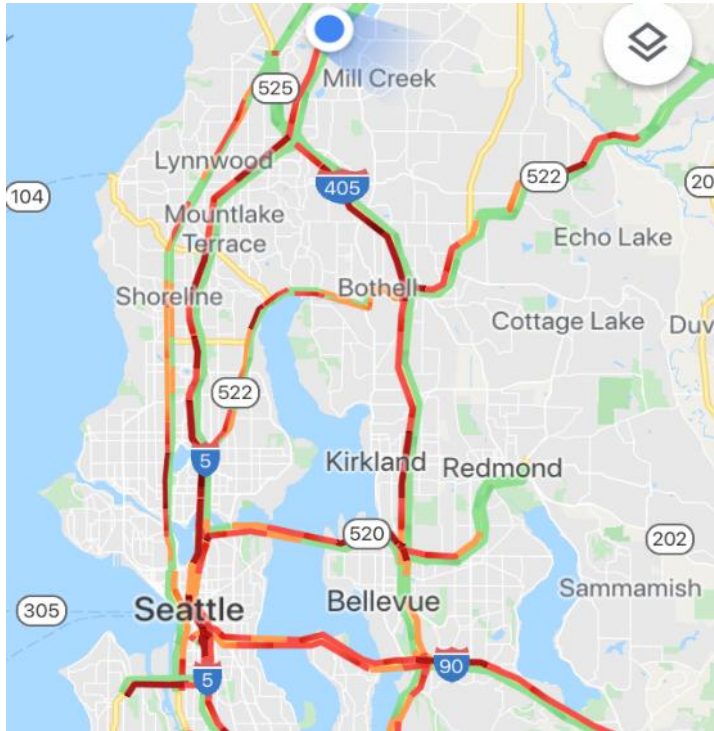 Mill Creek
525
Lynnwood
405
522
20
104
Mountlake
Terrace
Echo Lake
Shoreline
Bothell
Cottage Lake
Duv
522
5
Kirkland
Redmond
520
202
Sammamish
305
Seattle
Bellevue
90
5